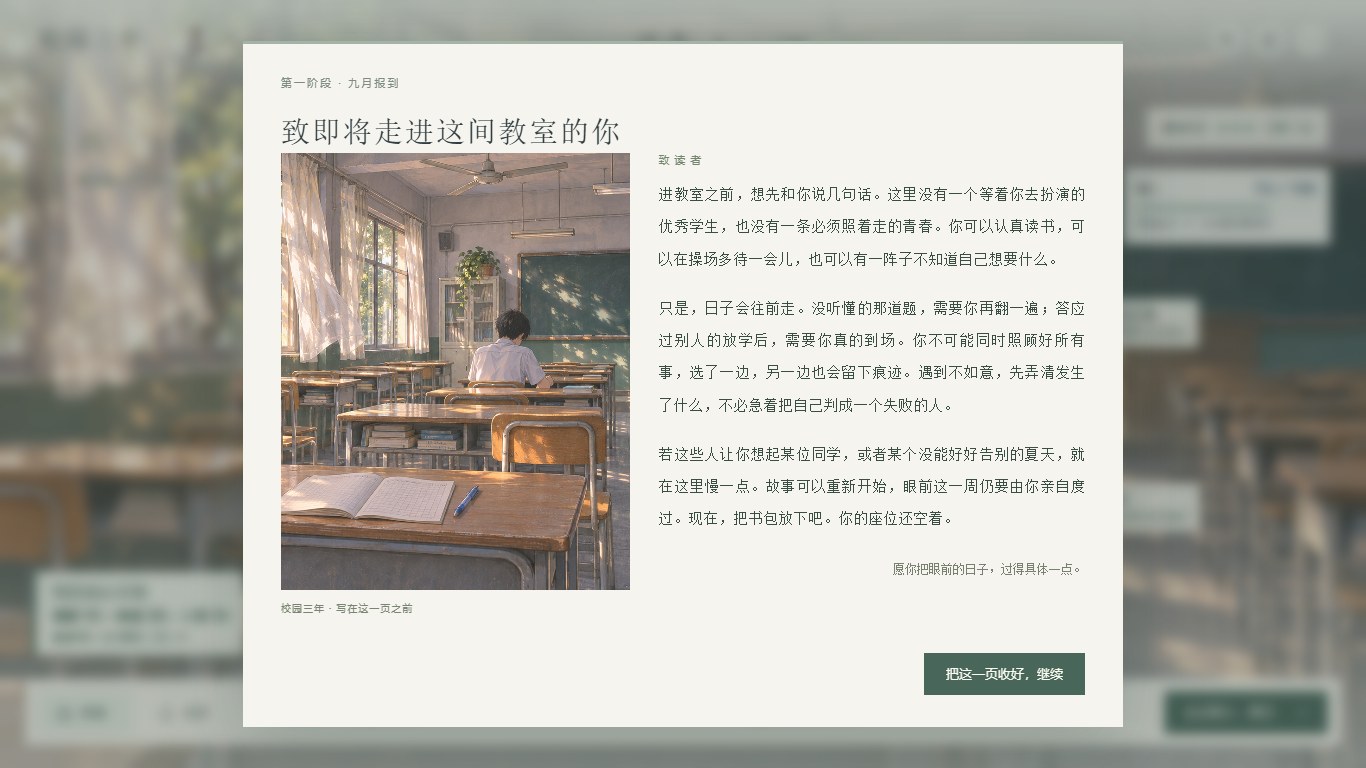 第一阶段 · 九月报到
致即将走进这间教室的你
致读者
进教室之前，想先和你说几句话。这里没有一个等着你去扮演的
优秀学生，也没有一条必须照着走的青春。你可以认真读书，可
以在操场多待一会儿，也可以有一阵子不知道自己想要什么。
只是，日子会往前走。没听懂的那道题，需要你再翻一遍；答应
过别人的放学后，需要你真的到场。你不可能同时照顾好所有
事，选了一边，另一边也会留下痕迹。遇到不如意，先弄清发生
了什么，不必急着把自己判成一个失败的人。
若这些人让你想起某位同学，或者某个没能好好告别的夏天，就
在这里慢一点。故事可以重新开始，眼前这一周仍要由你亲自度
过。现在，把书包放下吧。你的座位还空着。
愿你把眼前的日子，过得具体一点。
校园三年 · 写在这一页之前
把这一页收好，继续